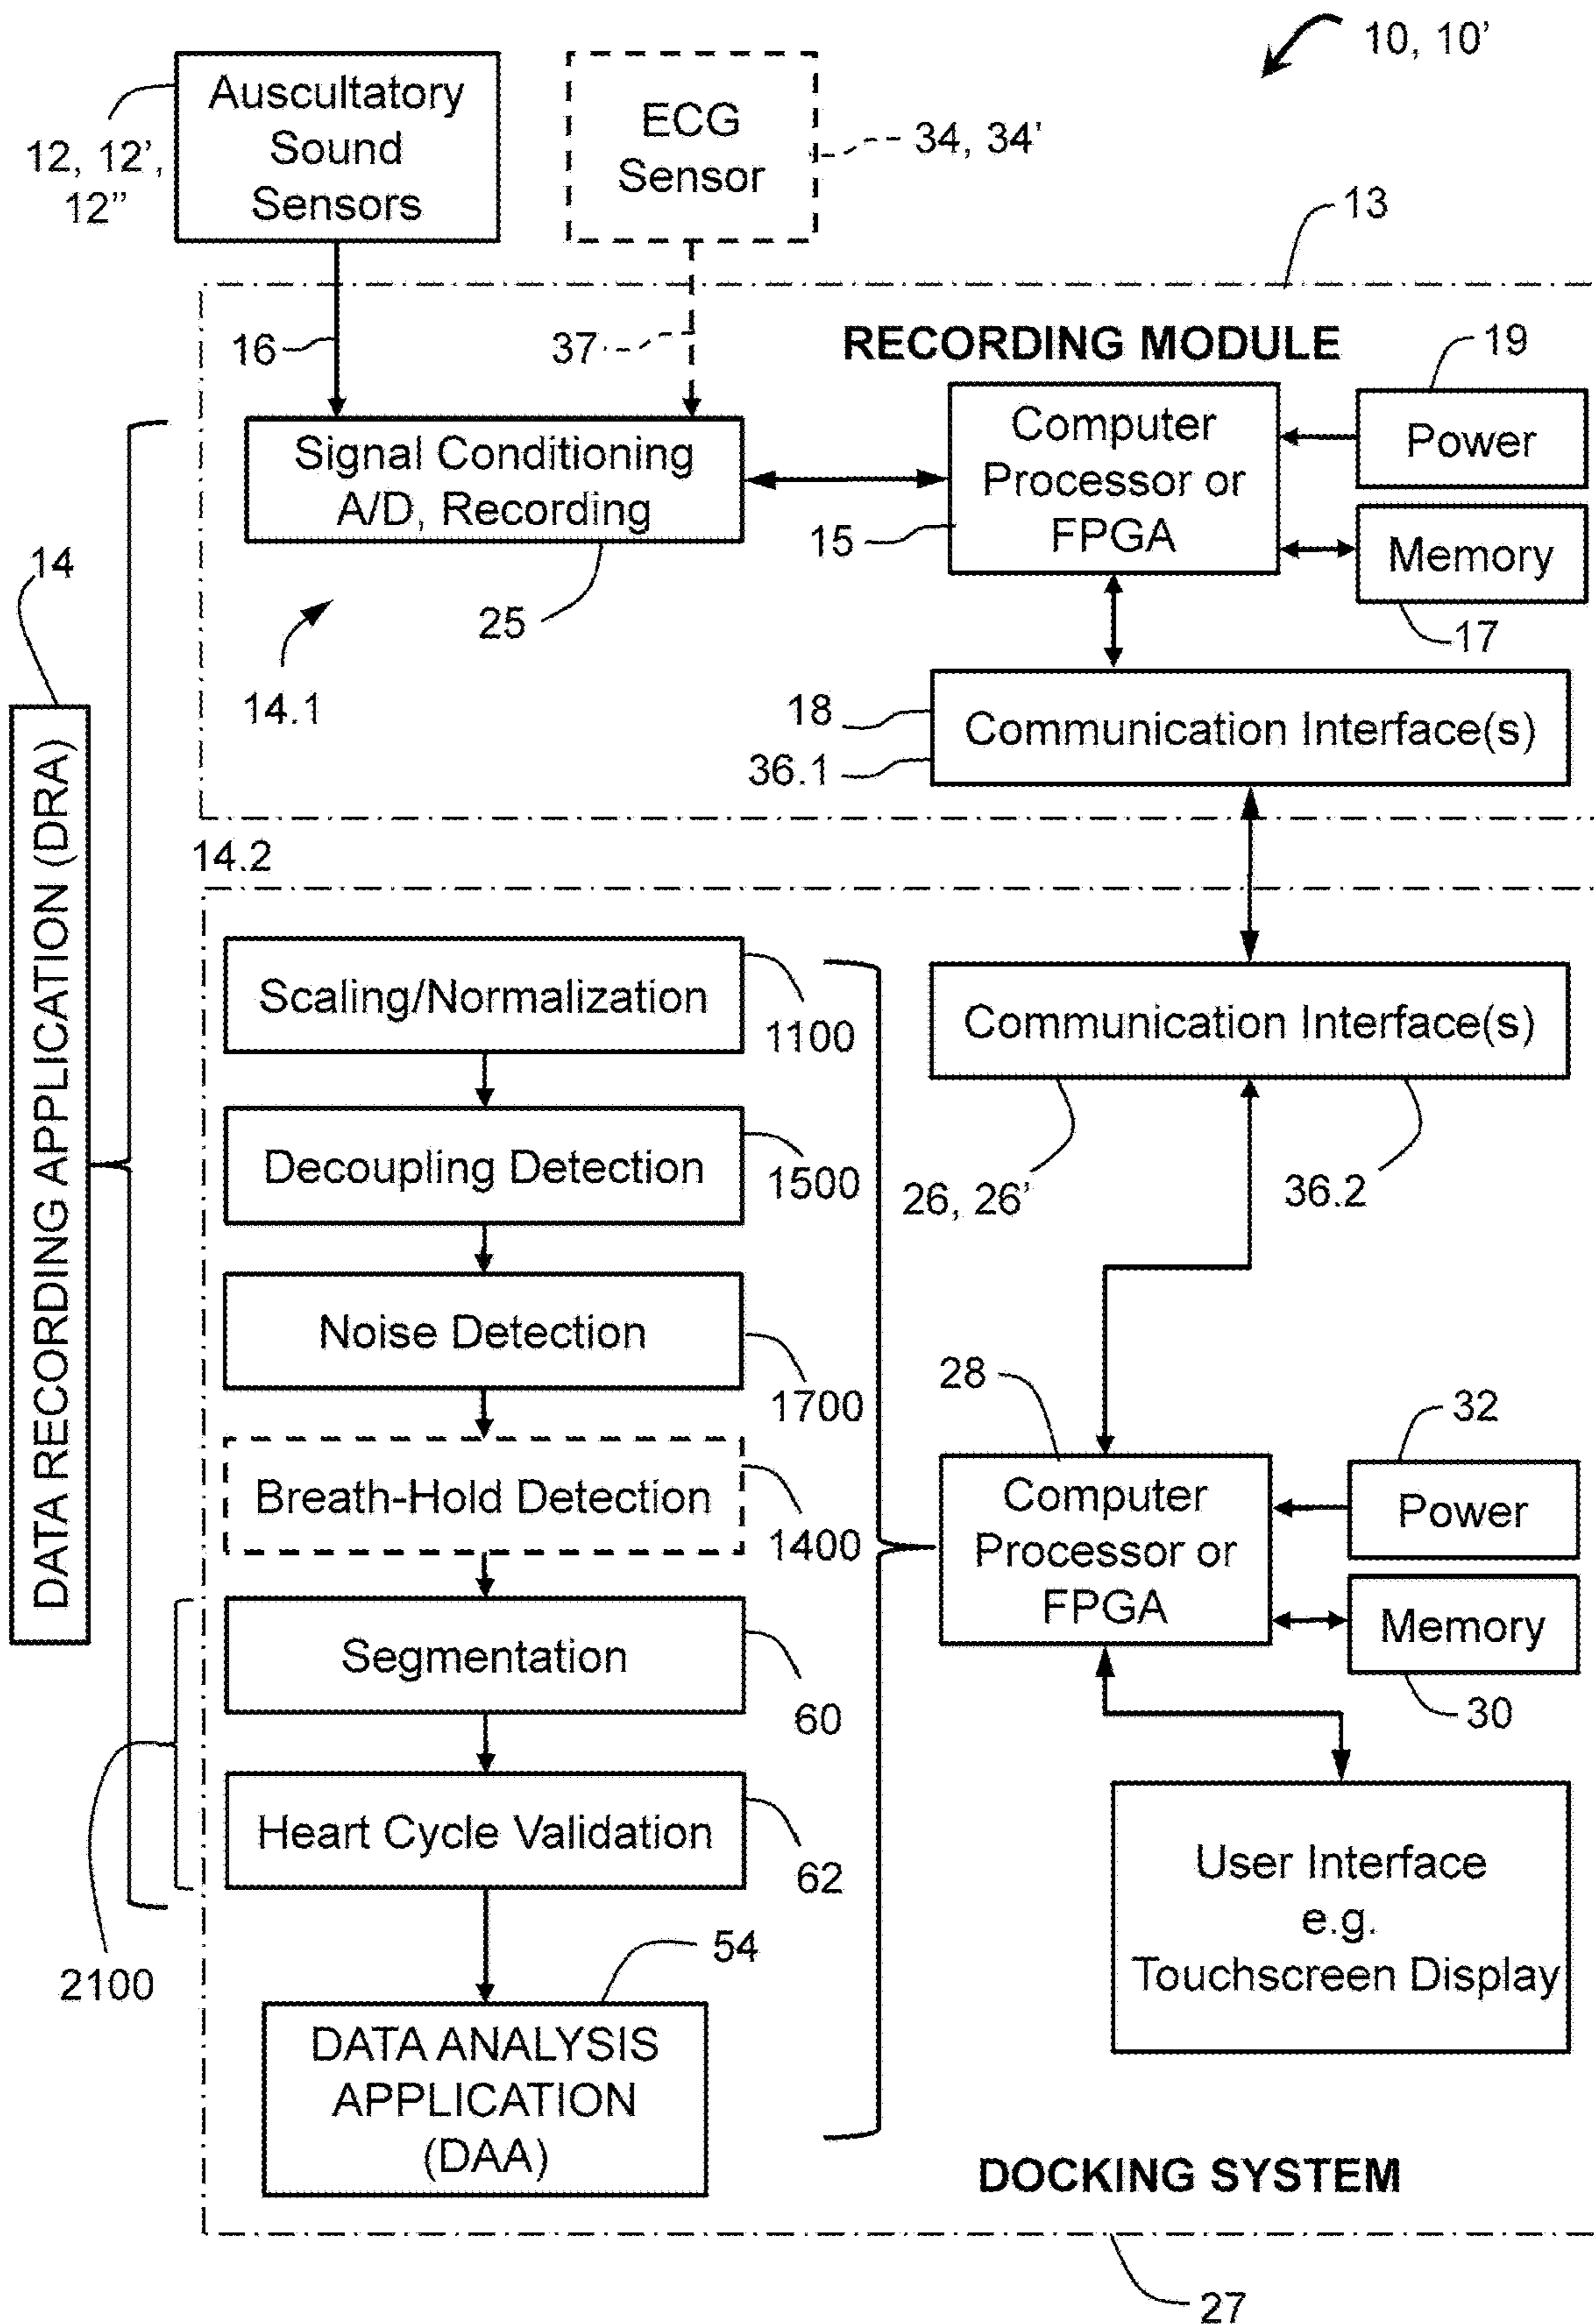 10, 10’
Auscultatory
Sound
Sensors
12, 12’,
12”
ECG
Sensor
34, 34’
13
16
37
RECORDING MODULE
19
Signal Conditioning
A/D, Recording
25
Computer
Processor or
FPGA
15
Power
Memory
17
14
14.1
18
36.1
Communication Interface(s)
14.2
DATA RECORDING APPLICATION (DRA)
Scaling/Normalization
1100
Communication Interface(s)
26, 26’
36.2
Decoupling Detection
1500
Noise Detection
1700
28
32
Breath-Hold Detection
1400
Computer
Processor or
FPGA
Power
Memory
30
Segmentation
60
Heart Cycle Validation
62
2100
User Interface
e.g.
Touchscreen Display
54
DATA ANALYSIS
APPLICATION
(DAA)
DOCKING SYSTEM
27